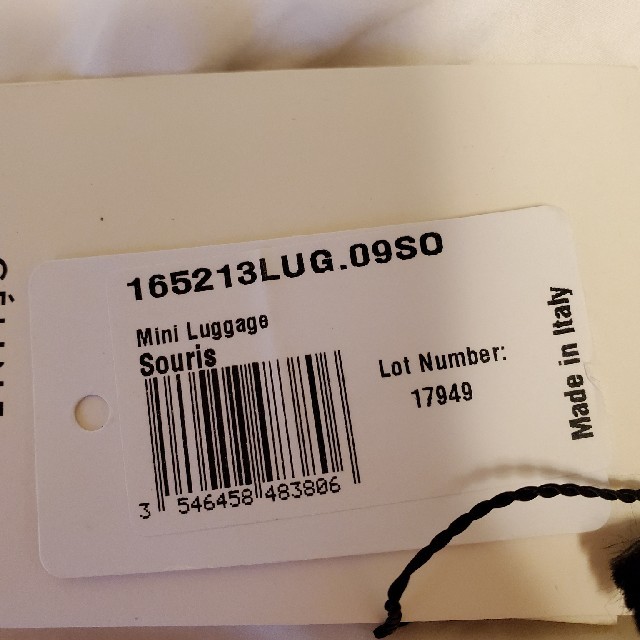 165213LUG.09SO
Mini Luggage
Souris
Lot Number:
17949
3 546458 483806
Made in Italy